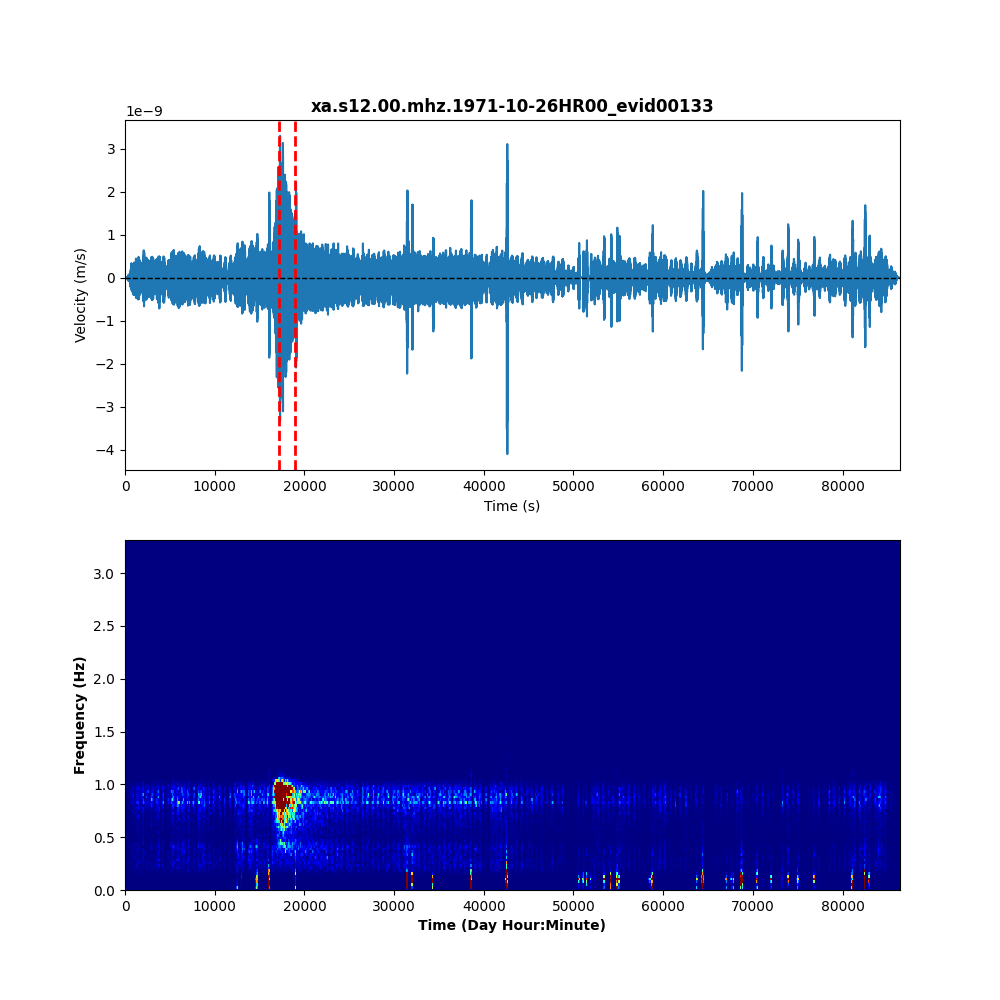 xa.s12.00.mhz.1971-10-26HR00_evid00133
1e−9
3
2
1
0
−1
−2
−3
−4
Velocity (m/s)
0 10000 20000 30000 40000 50000 60000 70000 80000
Time (s)
3.0
2.5
2.0
1.5
1.0
0.5
0.0
Frequency (Hz)
0 10000 20000 30000 40000 50000 60000 70000 80000
Time (Day Hour:Minute)